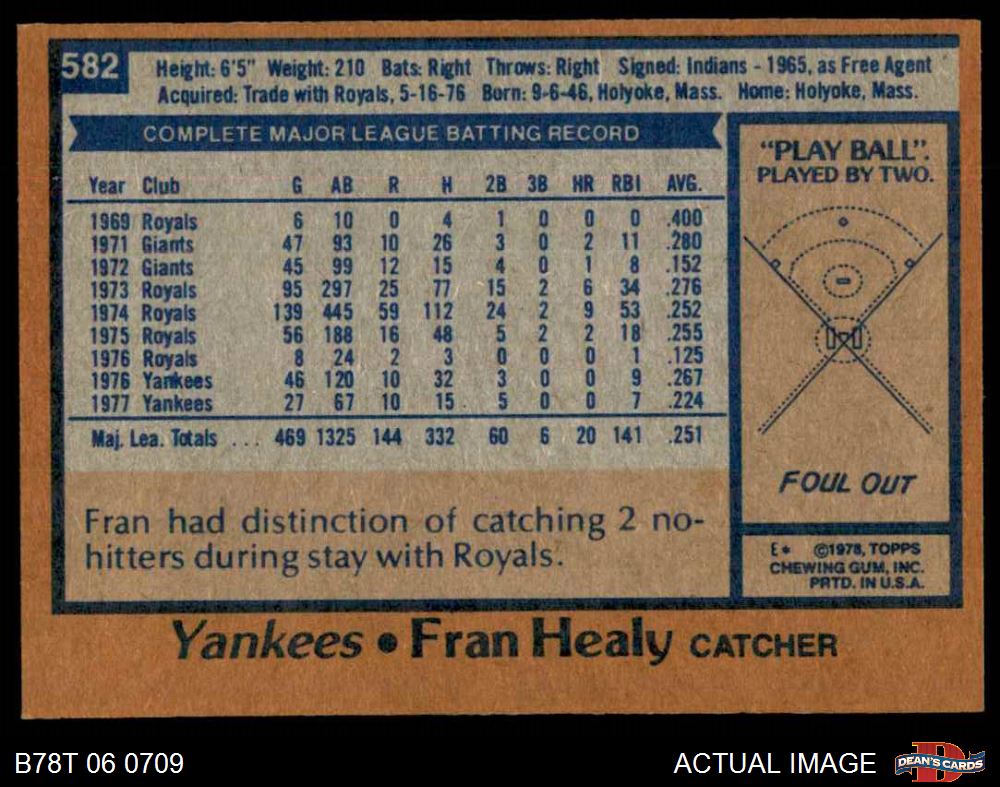 582
Height: 6'5" Weight: 210 Bats: Right Throws: Right Signed: Indians - 1965, as Free Agent
Acquired: Trade with Royals, 5-16-76 Born: 9-6-46, Holyoke, Mass. Home: Holyoke, Mass.
COMPLETE MAJOR LEAGUE BATTING RECORD
Year Club G AB R H 2B 3B HR RBI AVG.
1969 Royals 6 10 0 4 1 0 0 0 .400
1971 Giants 47 93 10 26 3 0 2 11 .280
1972 Giants 45 99 12 15 4 0 1 8 .152
1973 Royals 95 297 25 77 15 2 6 34 .276
1974 Royals 139 445 59 112 24 2 9 53 .252
1975 Royals 56 188 16 48 5 2 2 18 .255
1976 Royals 8 24 2 3 0 0 0 1 .125
1976 Yankees 46 120 10 32 3 0 0 9 .267
1977 Yankees 27 67 10 15 5 0 0 7 .224
Maj. Lea. Totals ... 469 1325 144 332 60 6 20 141 .251
Fran had distinction of catching 2 no-
hitters during stay with Royals.
"PLAY BALL".
PLAYED BY TWO.
FOUL OUT
E* ©1978, TOPPS
CHEWING GUM, INC.
PRTD. IN U.S.A.
Yankees • Fran Healy CATCHER
B78T 06 0709
ACTUAL IMAGE
D
DEAN'S CARDS